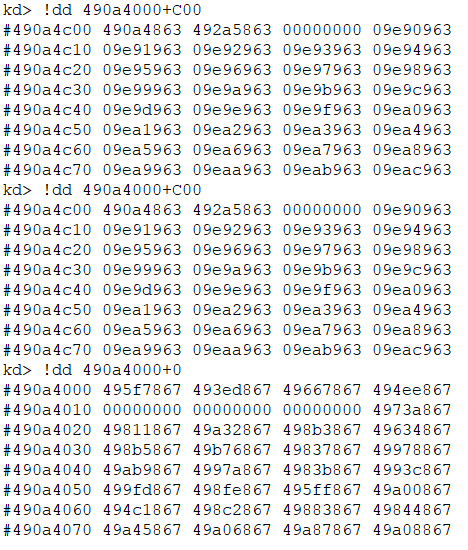 kd> !dd 490a4000+C00
#490a4c00 490a4863 492a5863 00000000 09e90963
#490a4c10 09e91963 09e92963 09e93963 09e94963
#490a4c20 09e95963 09e96963 09e97963 09e98963
#490a4c30 09e99963 09e9a963 09e9b963 09e9c963
#490a4c40 09e9d963 09e9e963 09e9f963 09ea0963
#490a4c50 09ea1963 09ea2963 09ea3963 09ea4963
#490a4c60 09ea5963 09ea6963 09ea7963 09ea8963
#490a4c70 09ea9963 09eaa963 09eab963 09eac963
kd> !dd 490a4000+C00
#490a4c00 490a4863 492a5863 00000000 09e90963
#490a4c10 09e91963 09e92963 09e93963 09e94963
#490a4c20 09e95963 09e96963 09e97963 09e98963
#490a4c30 09e99963 09e9a963 09e9b963 09e9c963
#490a4c40 09e9d963 09e9e963 09e9f963 09ea0963
#490a4c50 09ea1963 09ea2963 09ea3963 09ea4963
#490a4c60 09ea5963 09ea6963 09ea7963 09ea8963
#490a4c70 09ea9963 09eaa963 09eab963 09eac963
kd> !dd 490a4000+0
#490a4000 495f7867 493ed867 49667867 494ee867
#490a4010 00000000 00000000 00000000 4973a867
#490a4020 49811867 49a32867 498b3867 49634867
#490a4030 498b5867 49b76867 49837867 49978867
#490a4040 49ab9867 4997a867 4983b867 4993c867
#490a4050 499fd867 498fe867 495ff867 49a00867
#490a4060 494c1867 498c2867 49883867 49844867
#490a4070 49a45867 49a06867 49a87867 49a08867